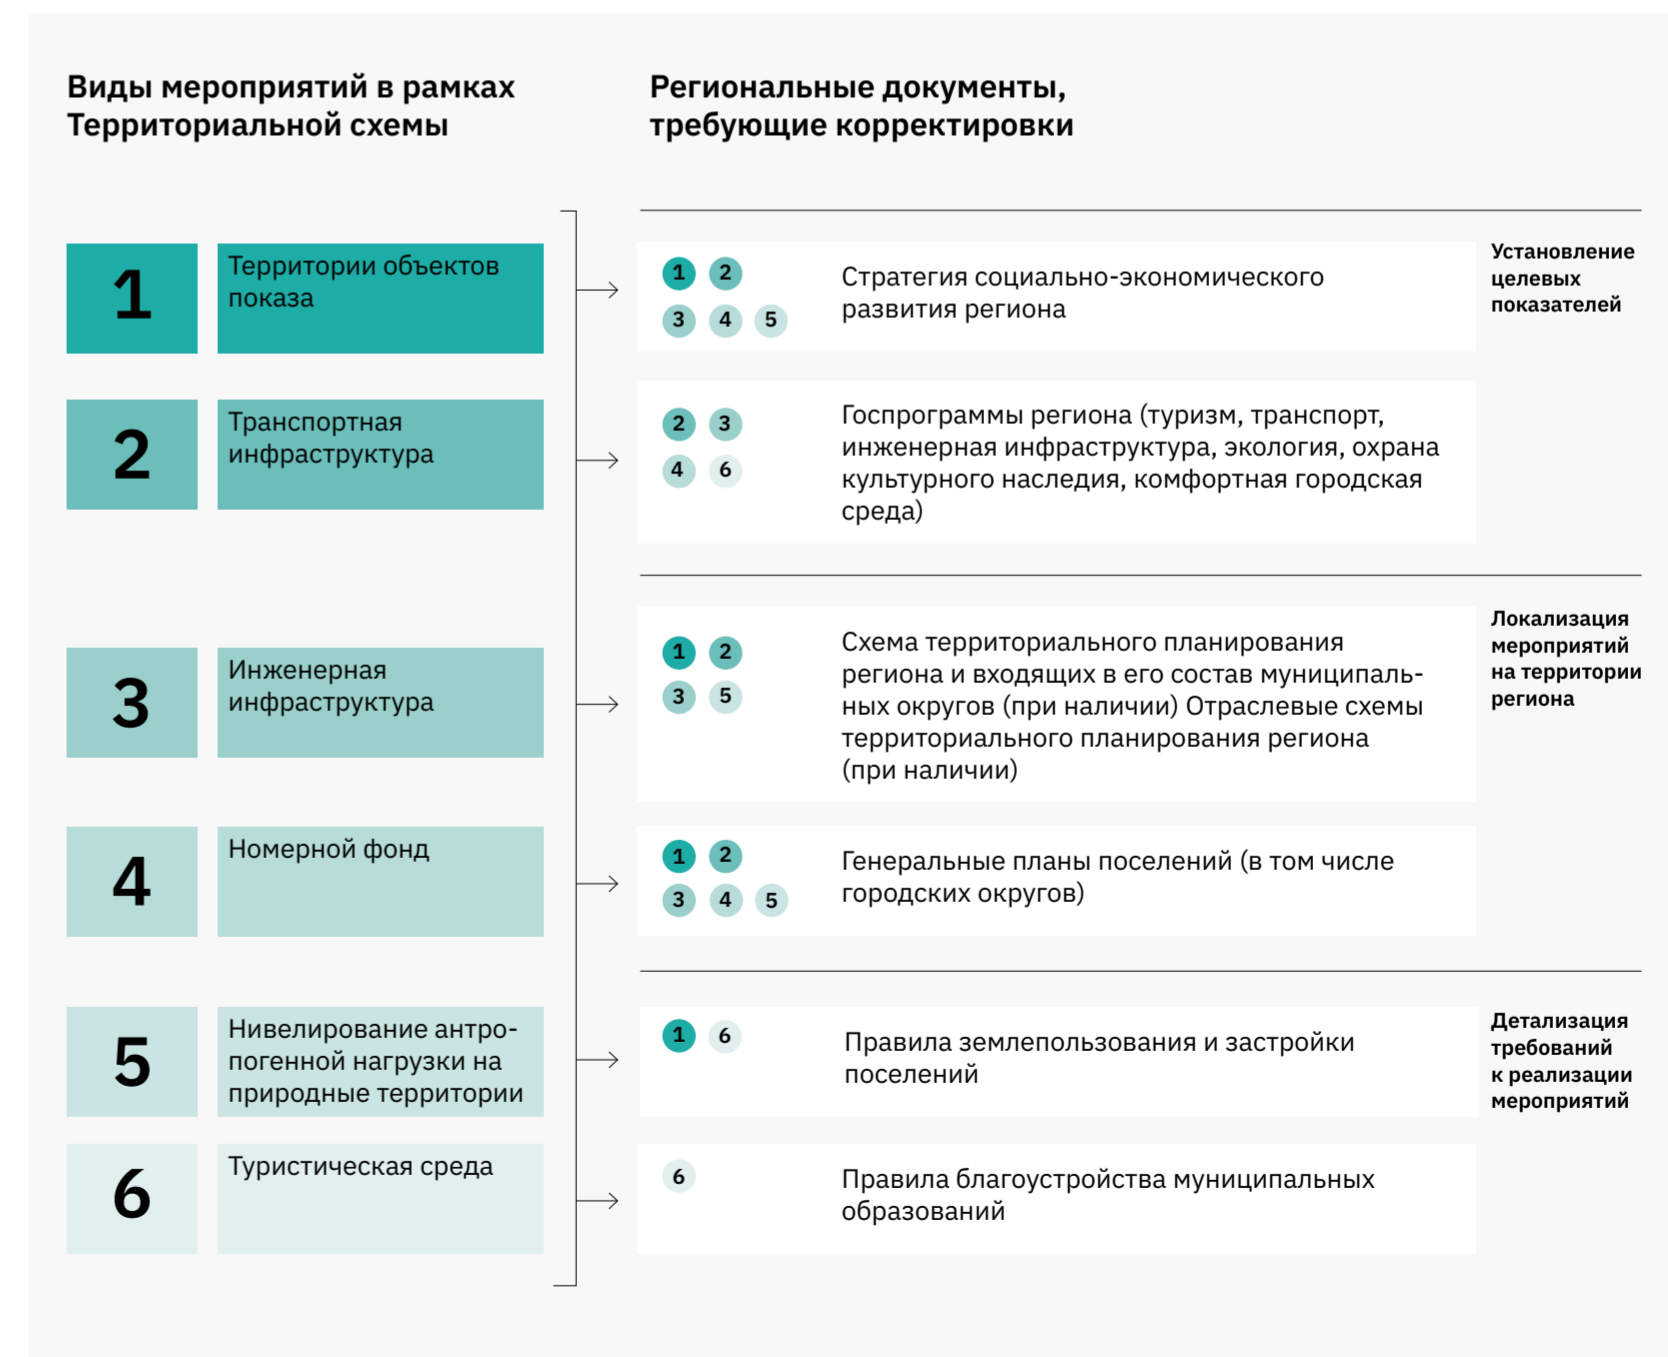 Виды мероприятий в рамках
Территориальной схемы
Региональные документы,
требующие корректировки
1
Территории объектов
показа
2
Транспортная
инфраструктура
3
Инженерная
инфраструктура
4
Номерной фонд
5
Нивелирование антро-
погенной нагрузки на
природные территории
6
Туристическая среда
1 2
3 4 5
Стратегия социально-экономического
развития региона
Установление
целевых
показателей
2 3
4 6
Госпрограммы региона (туризм, транспорт,
инженерная инфраструктура, экология, охрана
культурного наследия, комфортная городская
среда)
1 2
3 5
Схема территориального планирования
региона и входящих в его состав муниципаль-
ных округов (при наличии) Отраслевые схемы
территориального планирования региона
(при наличии)
Локализация
мероприятий
на территории
региона
1 2
3 4 5
Генеральные планы поселений (в том числе
городских округов)
1 6
Правила землепользования и застройки
поселений
Детализация
требований
к реализации
мероприятий
6
Правила благоустройства муниципальных
образований